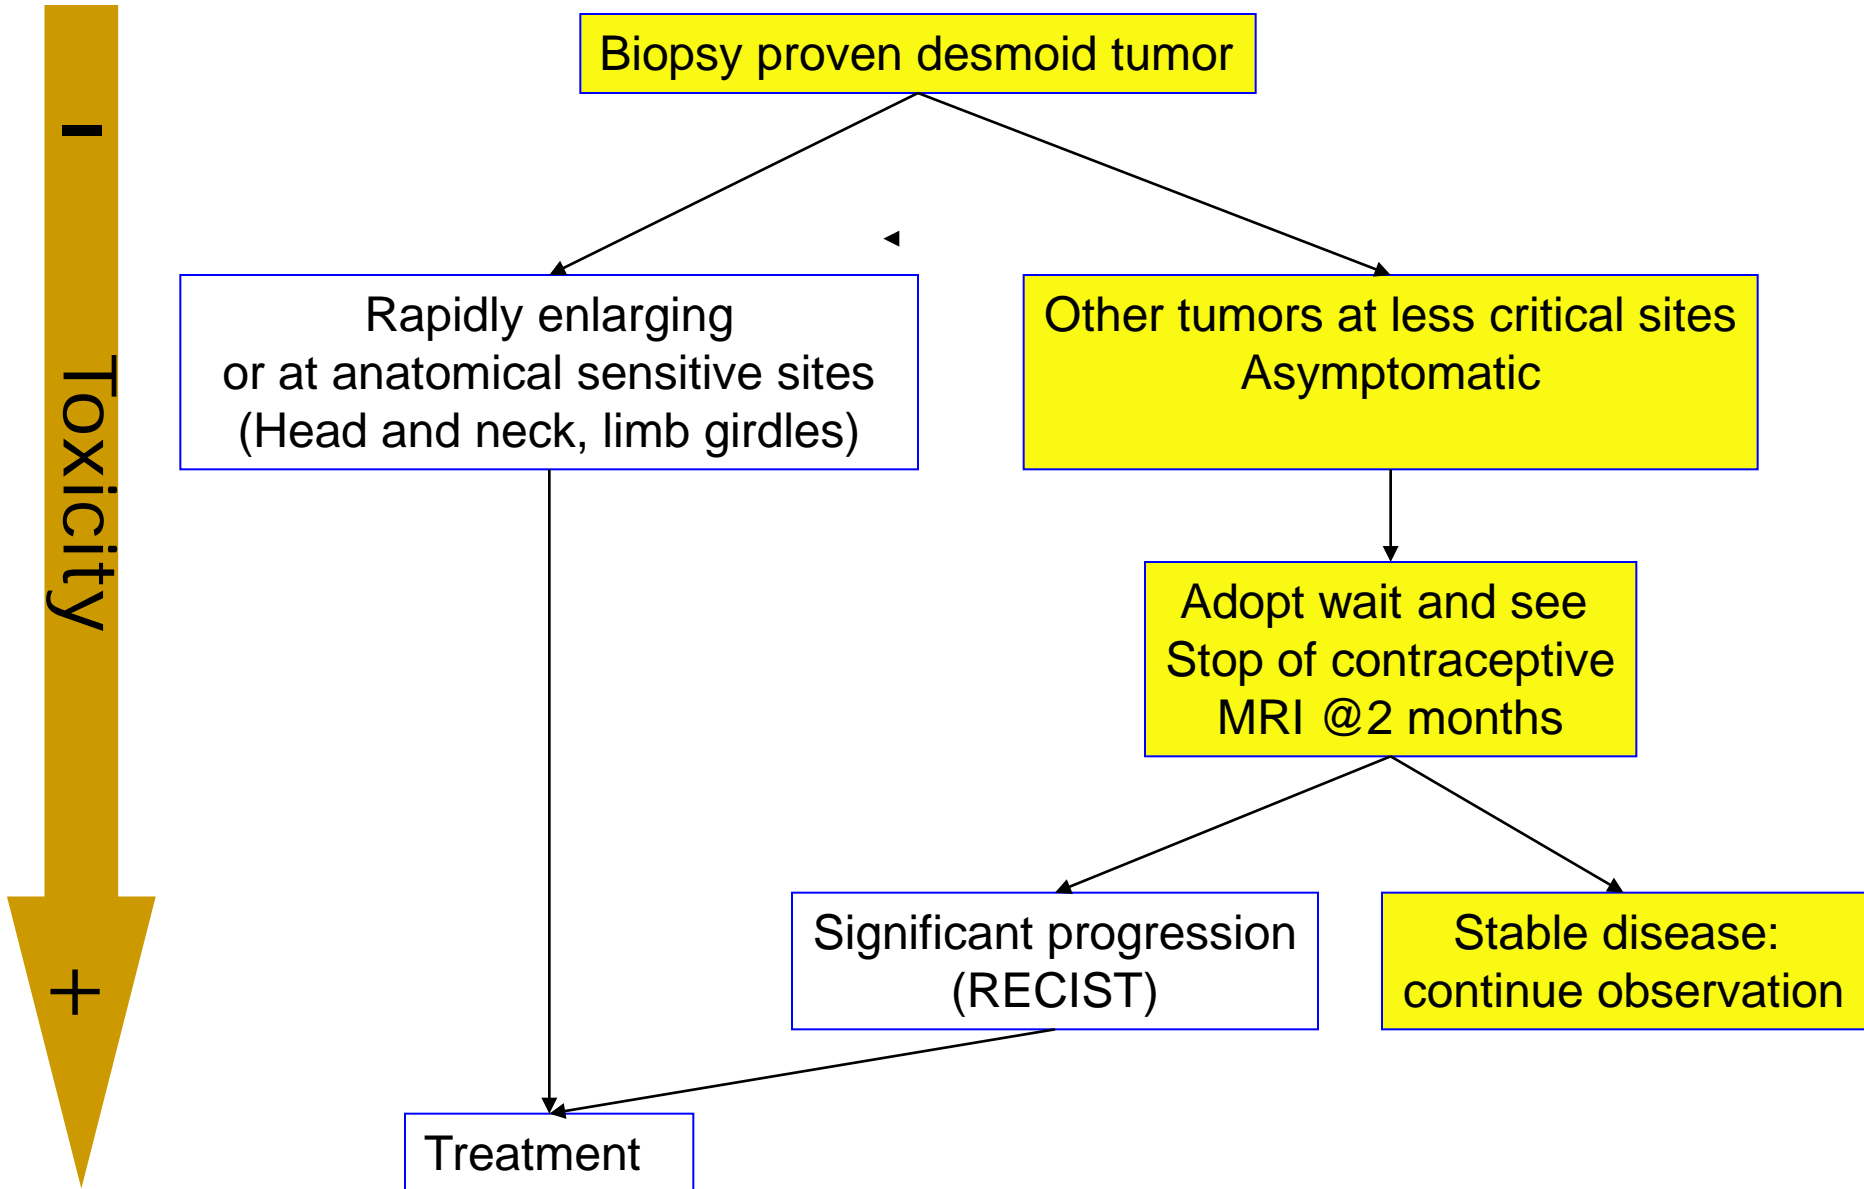 Biopsy proven desmoid tumor
-
Toxicity
+
Rapidly enlarging
or at anatomical sensitive sites
(Head and neck, limb girdles)
Other tumors at less critical sites
Asymptomatic
Adopt wait and see
Stop of contraceptive
MRI @2 months
Significant progression
(RECIST)
Stable disease:
continue observation
Treatment